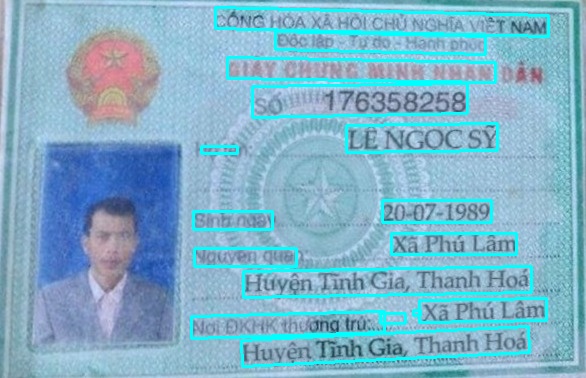 CỘNG HÒA XÃ HỘI CHỦ NGHĨA VIỆT NAM
Độc lập - Tự do - Hạnh phúc
GIẤY CHỨNG MINH NHÂN DÂN
SỐ 176358258
LÊ NGỌC SỸ
Sinh ngày 20-07-1989
Nguyên quán Xã Phú Lâm
Huyện Tĩnh Gia, Thanh Hoá
Nơi ĐKHK thường trú: Xã Phú Lâm
Huyện Tĩnh Gia, Thanh Hoá